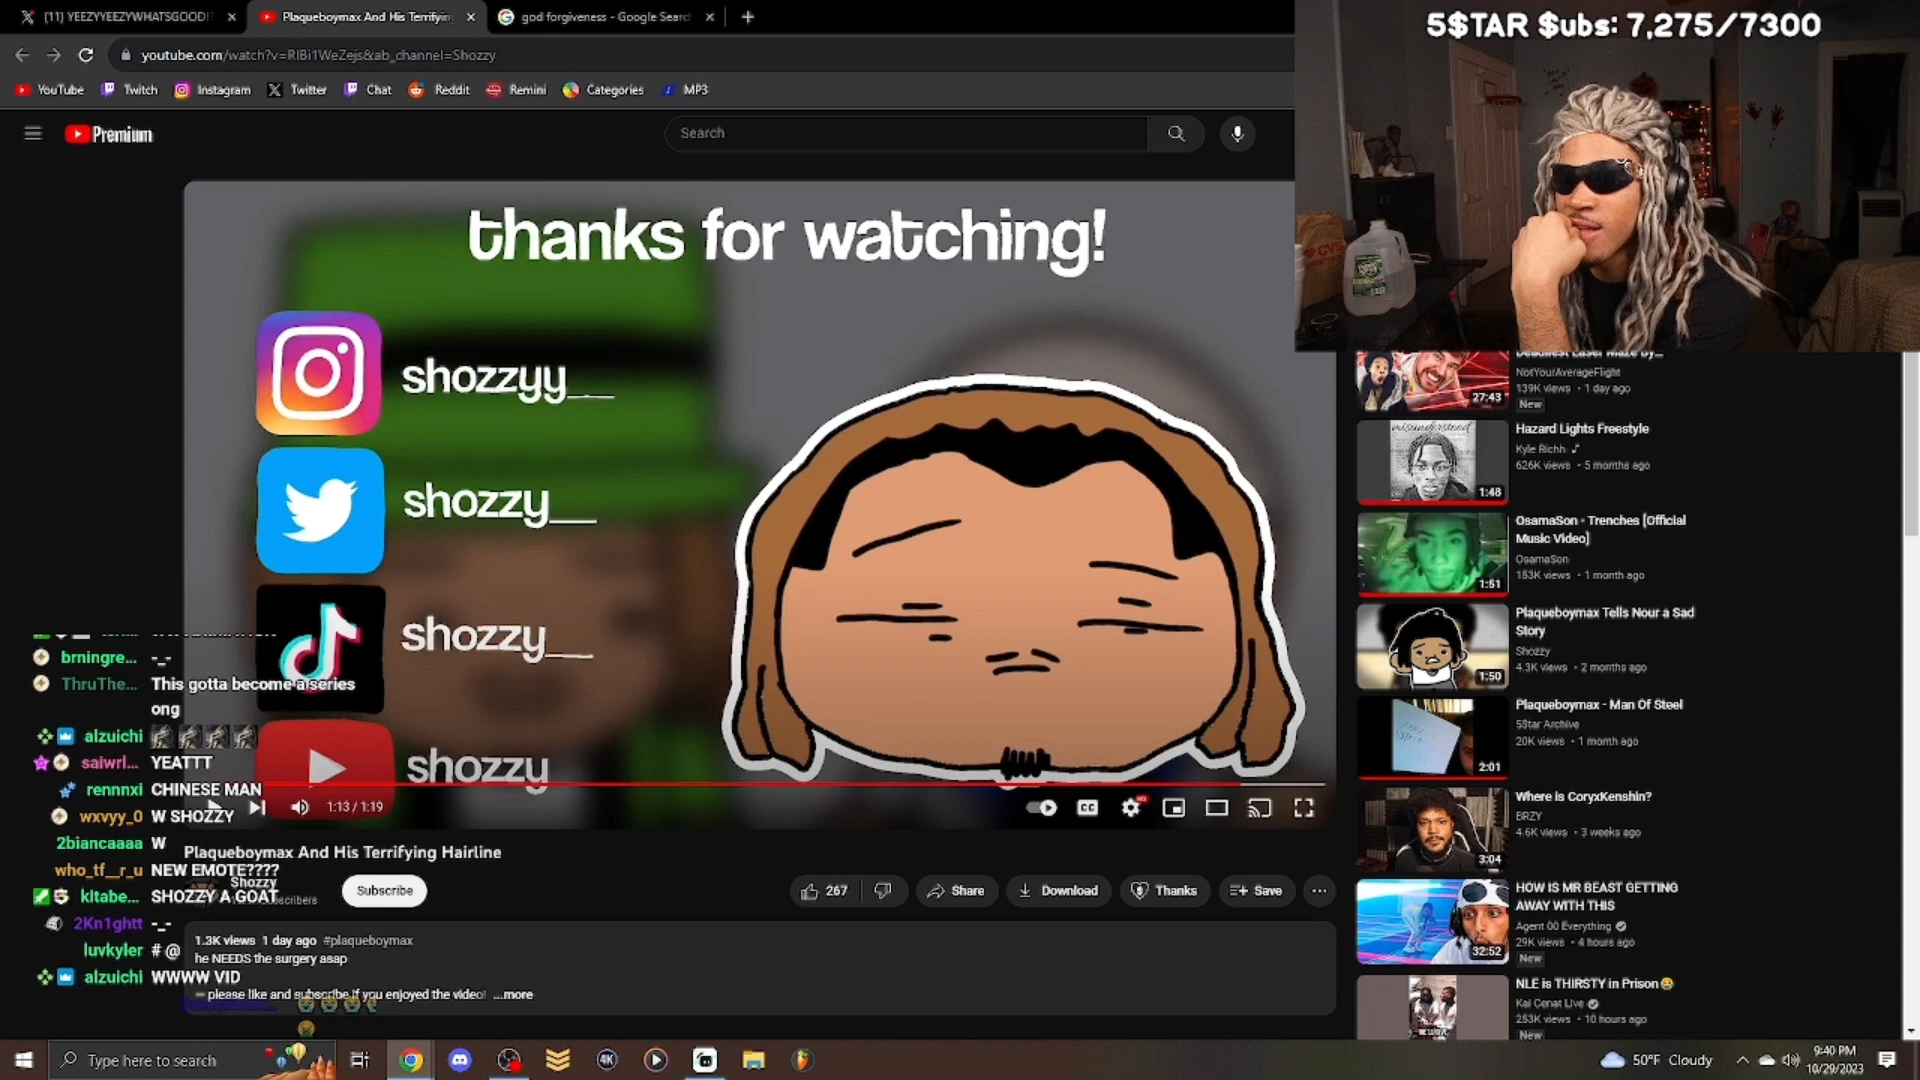 (11) YEEZYYEEZYWHATSGOOD!?
Plaqueboymax And His Terrifyin
god forgiveness - Google Searc
5$TAR $ubs: 7,275/7300
youtube.com/watch?v=RlBi1WeZejs&ab_channel=Shozzy
YouTube Twitch Instagram Twitter Chat Reddit Remini Categories MP3
Premium
Search
thanks for watching!
shozzyy__
shozzy__
shozzy__
shozzy
brningre... -_-
ThruThe... This gotta become a series
ong
alzuichi
saiwrl... YEATTT
rennnxi CHINESE MAN
wxvyy_0 W SHOZZY
2biancaaaa W
who_tf__r_u NEW EMOTE????
kltabe... SHOZZY A GOAT
2Kn1ghtt -_-
luvkyler # @
alzuichi WWWW VID
1:13 / 1:19
CC
HD
Plaqueboymax And His Terrifying Hairline
Shozzy
Subscribe
267
Share
Download
Thanks
Save
1.3K views 1 day ago #plaqueboymax
he NEEDS the surgery asap
— please like and subscribe if you enjoyed the video! ...more
CVS
NotYourAverageFlight
139K views • 1 day ago
New
27:43
misunderstood
Hazard Lights Freestyle
Kyle Richh
626K views • 5 months ago
1:48
OsamaSon - Trenches [Official
Music Video]
OsamaSon
153K views • 1 month ago
1:51
Plaqueboymax Tells Nour a Sad
Story
Shozzy
4.3K views • 2 months ago
1:50
Plaqueboymax - Man Of Steel
5Star Archive
20K views • 1 month ago
2:01
Where is CoryxKenshin?
BRZY
4.6K views • 3 weeks ago
3:04
HOW IS MR BEAST GETTING
AWAY WITH THIS
Agent 00 Everything
29K views • 4 hours ago
New
32:52
NLE is THIRSTY in Prison
Kai Cenat Live
253K views • 10 hours ago
New
Type here to search
4K
50°F Cloudy
9:40 PM
10/29/2023